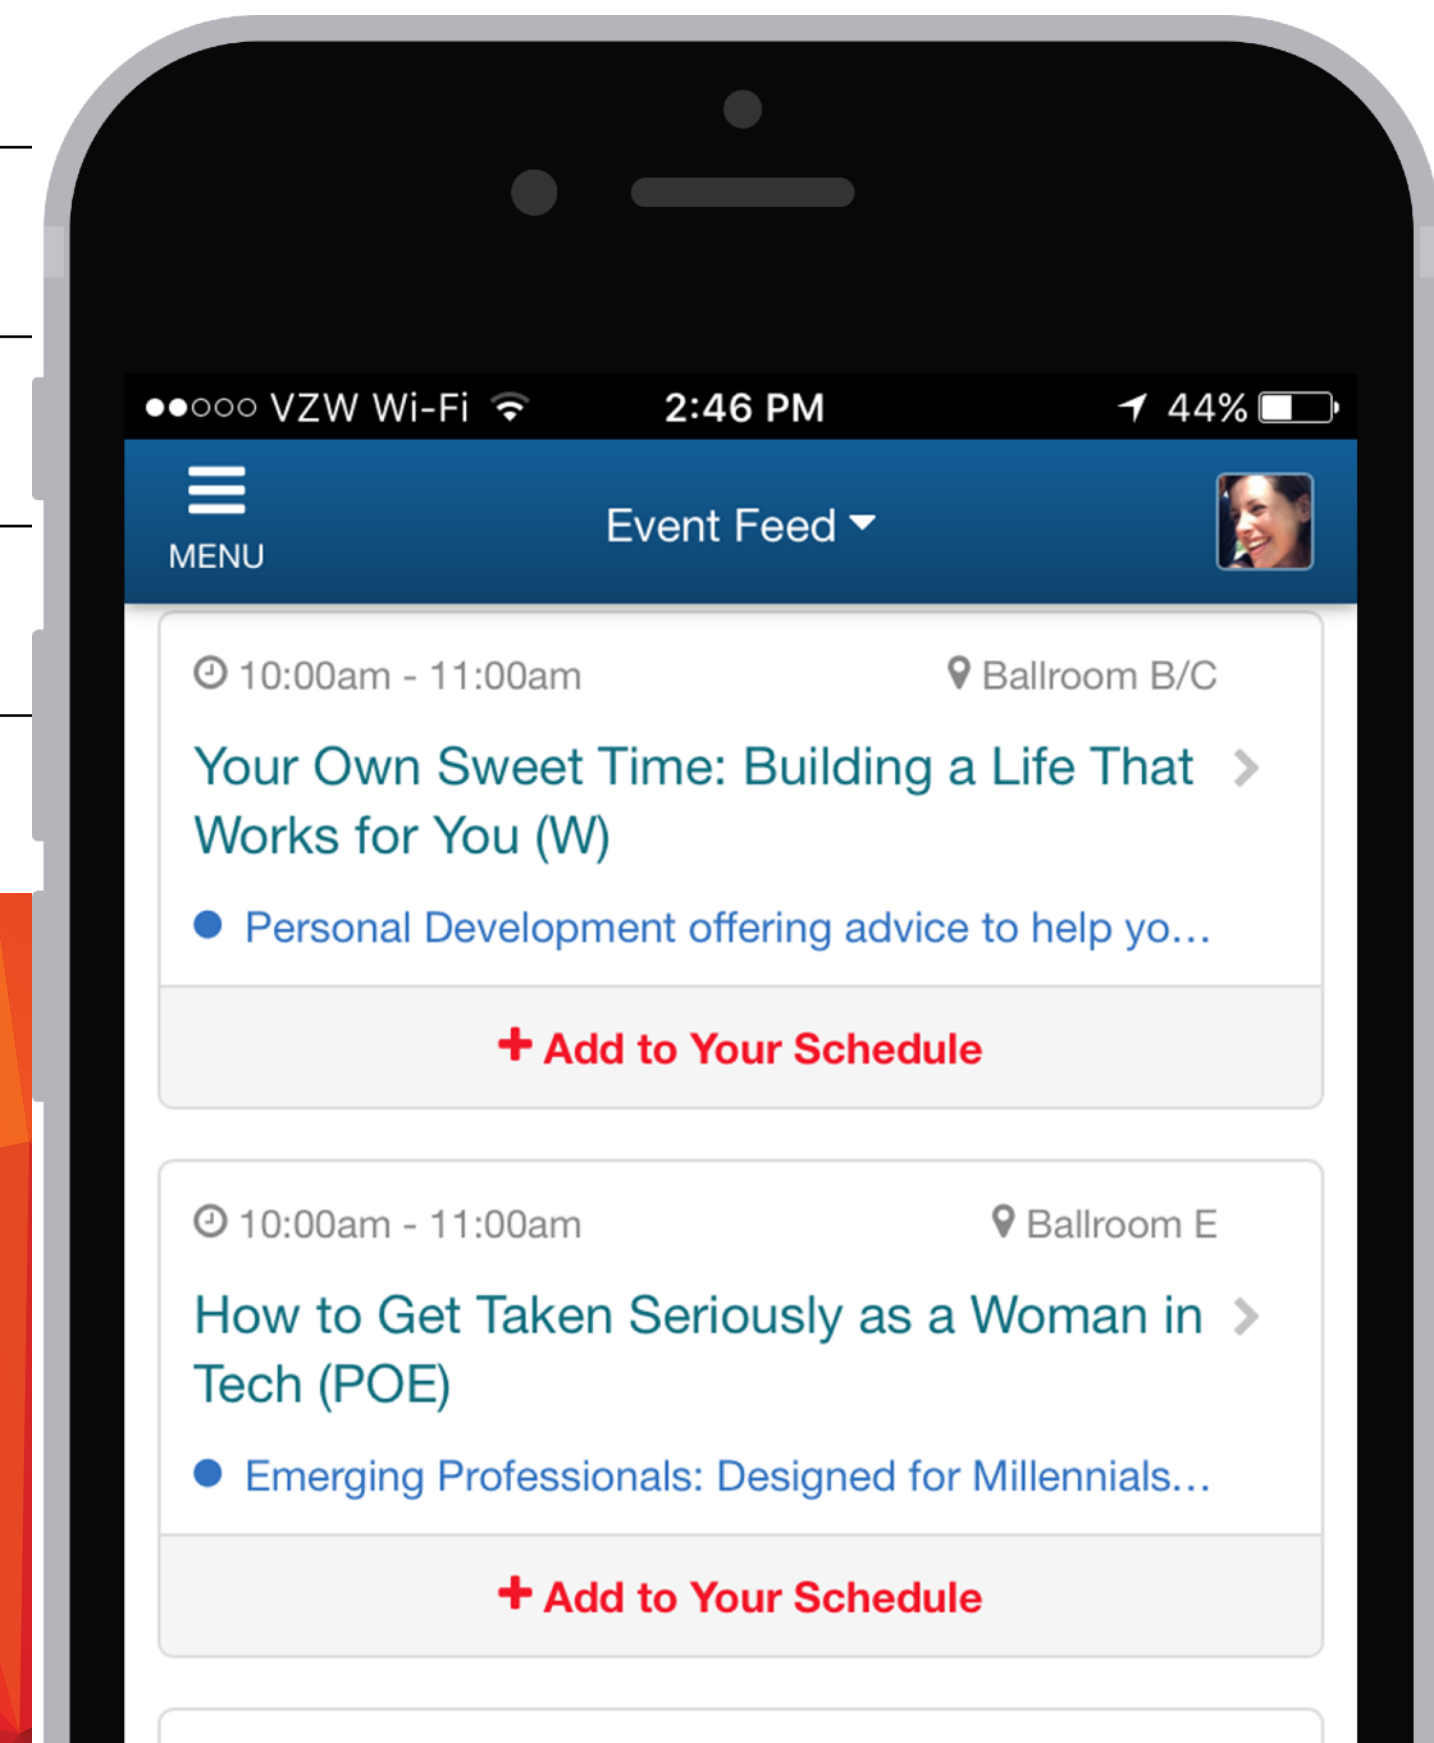 VZW Wi-Fi 2:46 PM 44%
MENU
Event Feed
10:00am - 11:00am Ballroom B/C
Your Own Sweet Time: Building a Life That
Works for You (W)
Personal Development offering advice to help yo...
+ Add to Your Schedule
10:00am - 11:00am Ballroom E
How to Get Taken Seriously as a Woman in
Tech (POE)
Emerging Professionals: Designed for Millennials...
+ Add to Your Schedule